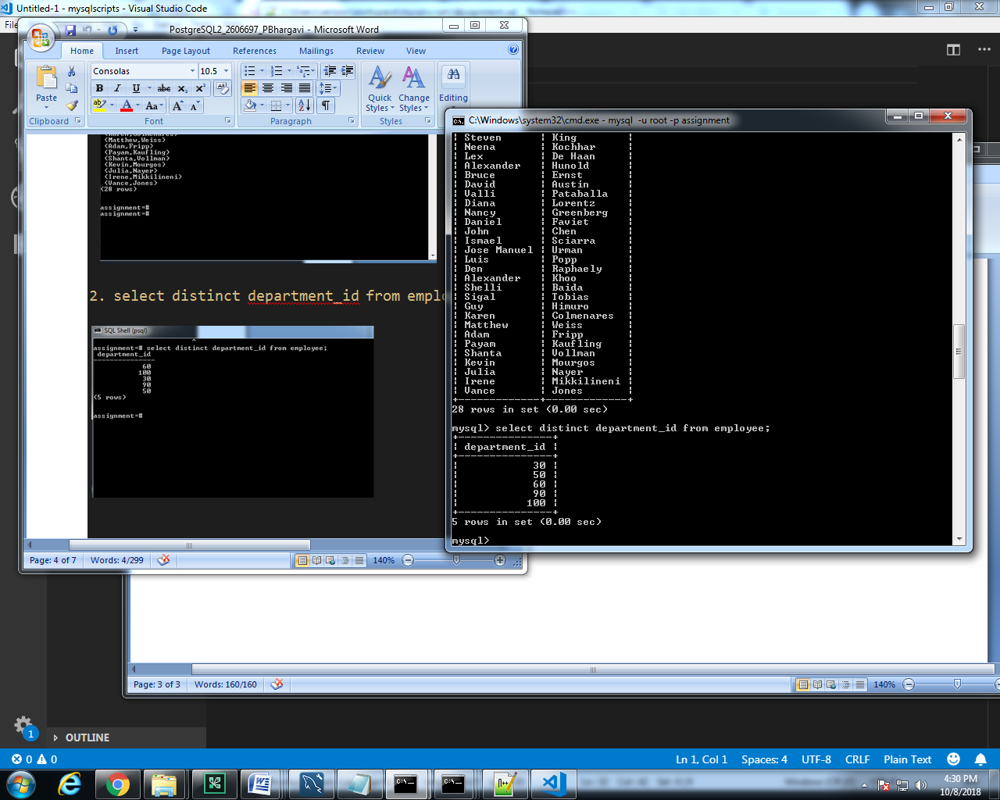 Untitled-1 - mysqlscripts - Visual Studio Code
PostgreSQL2_2606697_PBhargavi - Microsoft Word
Home Insert Page Layout References Mailings Review View
Consolas 10.5
Paste
Quick Styles
Change Styles
Editing
Clipboard Font Paragraph Styles
(Matthew,Weiss)
(Adam,Fripp)
(Payam,Kaufling)
(Shanta,Vollman)
(Kevin,Mourgos)
(Julia,Nayer)
(Irene,Mikkilineni)
(Vance,Jones)
(28 rows)
assignment=#
assignment=#
2. select distinct department_id from
SQL Shell (psql)
assignment=# select distinct department_id from employee;
department_id
---------------
60
100
30
90
50
(5 rows)
assignment=#
Page: 4 of 7 Words: 4/299 140%
C:\Windows\system32\cmd.exe - mysql -u root -p assignment
| Steven | King |
| Neena | Kochhar |
| Lex | De Haan |
| Alexander | Hunold |
| Bruce | Ernst |
| David | Austin |
| Valli | Pataballa |
| Diana | Lorentz |
| Nancy | Greenberg |
| Daniel | Faviet |
| John | Chen |
| Ismael | Sciarra |
| Jose Manuel | Urman |
| Luis | Popp |
| Den | Raphaely |
| Alexander | Khoo |
| Shelli | Baida |
| Sigal | Tobias |
| Guy | Himuro |
| Karen | Colmenares |
| Matthew | Weiss |
| Adam | Fripp |
| Payam | Kaufling |
| Shanta | Vollman |
| Kevin | Mourgos |
| Julia | Nayer |
| Irene | Mikkilineni |
| Vance | Jones |
+-------------+-------------+
28 rows in set (0.00 sec)
mysql> select distinct department_id from employee;
+---------------+
| department_id |
+---------------+
| 30 |
| 50 |
| 60 |
| 90 |
| 100 |
+---------------+
5 rows in set (0.00 sec)
mysql>
Page: 3 of 3 Words: 160/160 140%
1
OUTLINE
0 0 Ln 1, Col 1 Spaces: 4 UTF-8 CRLF Plain Text
4:30 PM
10/8/2018